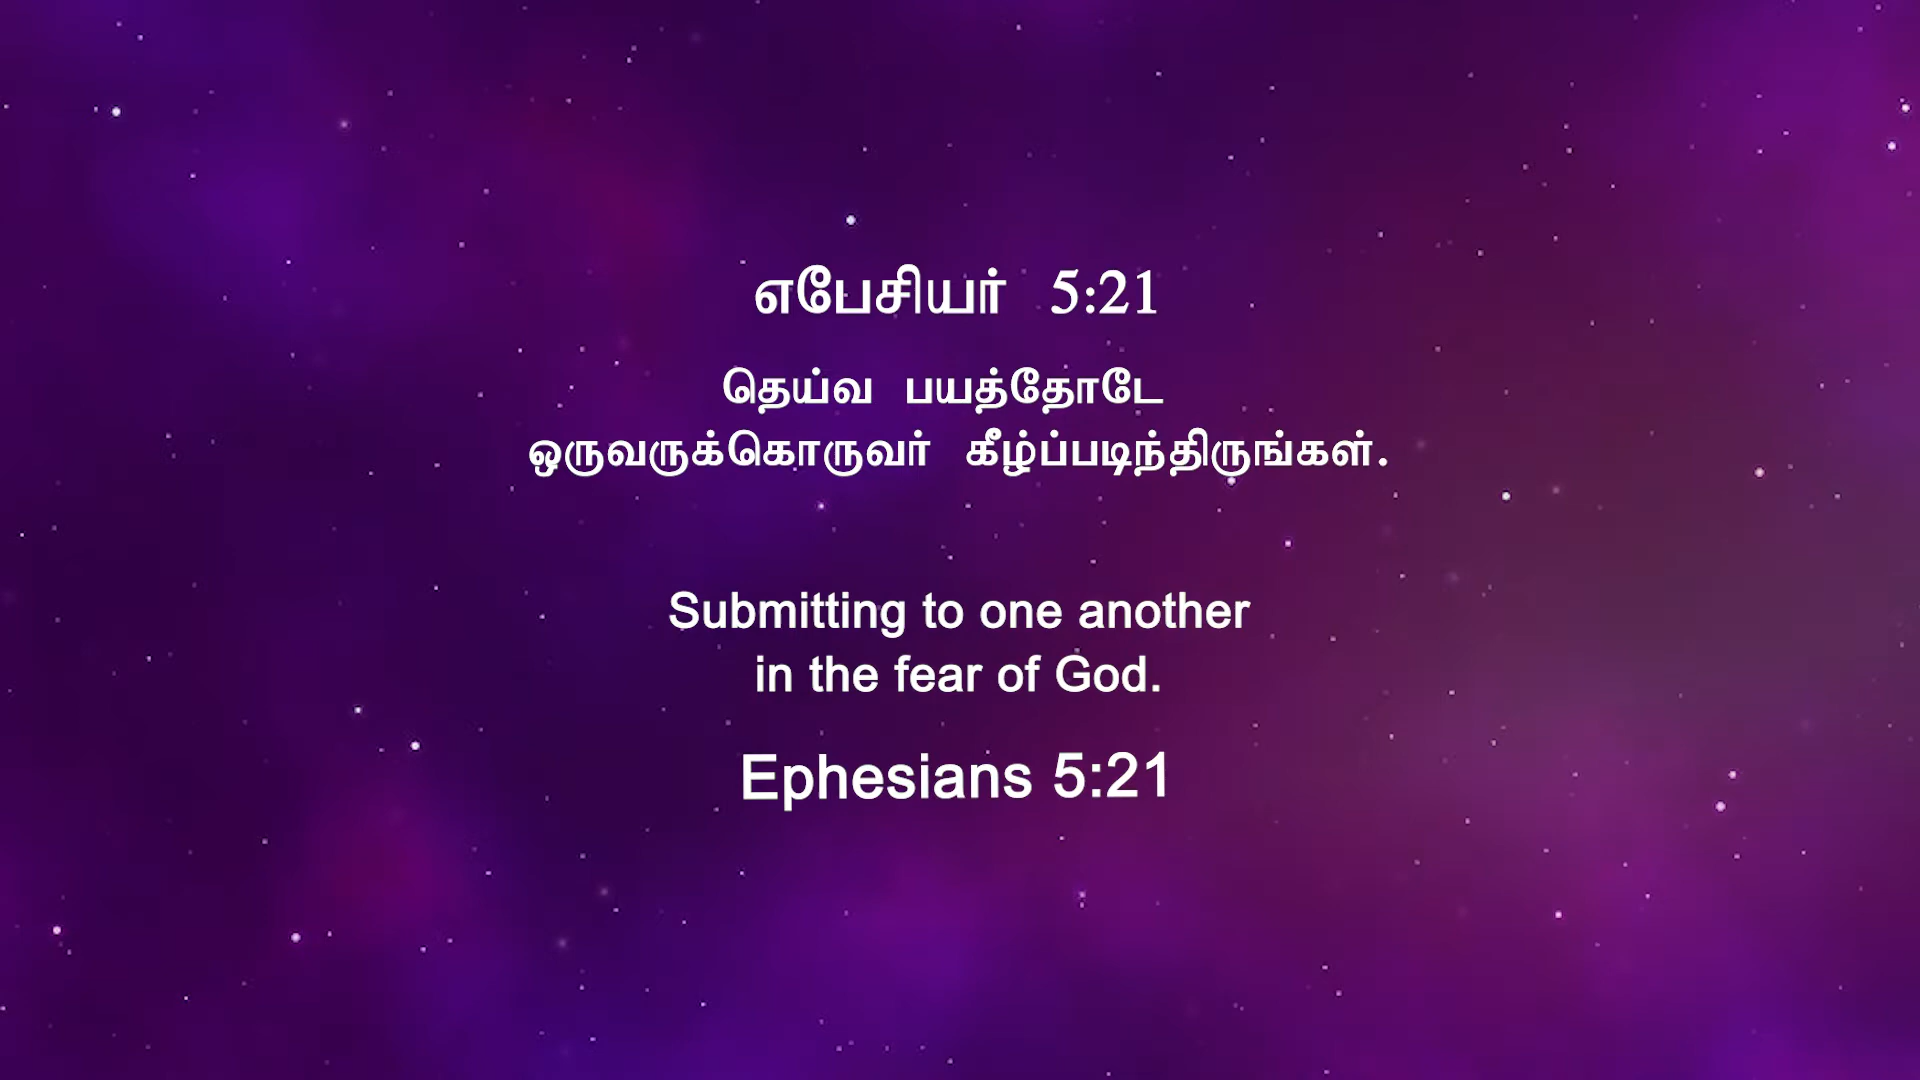 எபேசியர் 5:21
தெய்வ பயத்தோடே
ஒருவருக்கொருவர் கீழ்ப்படிந்திருங்கள்.
Submitting to one another
in the fear of God.
Ephesians 5:21